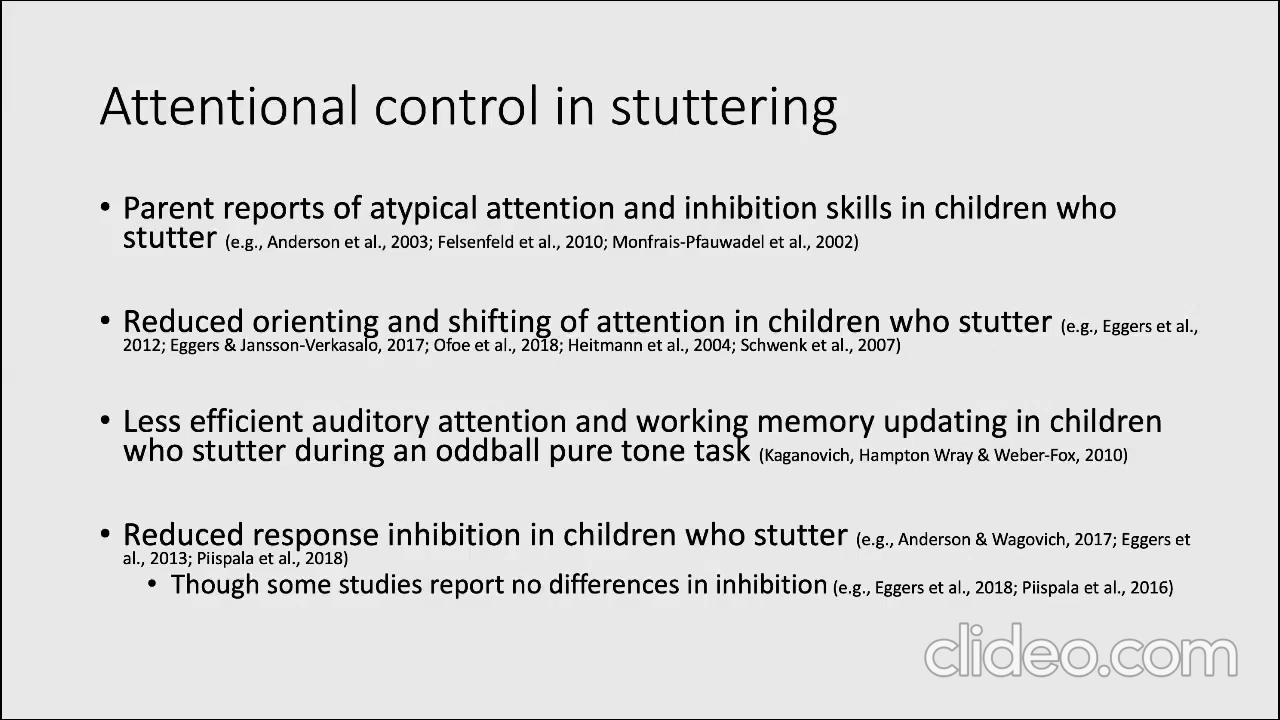 Attentional control in stuttering
• Parent reports of atypical attention and inhibition skills in children who
stutter (e.g., Anderson et al., 2003; Felsenfeld et al., 2010; Monfrais-Pfauwadel et al., 2002)
• Reduced orienting and shifting of attention in children who stutter (e.g., Eggers et al.,
2012; Eggers & Jansson-Verkasalo, 2017; Ofoe et al., 2018; Heitmann et al., 2004; Schwenk et al., 2007)
• Less efficient auditory attention and working memory updating in children
who stutter during an oddball pure tone task (Kaganovich, Hampton Wray & Weber-Fox, 2010)
• Reduced response inhibition in children who stutter (e.g., Anderson & Wagovich, 2017; Eggers et
al., 2013; Piispala et al., 2018)
• Though some studies report no differences in inhibition (e.g., Eggers et al., 2018; Piispala et al., 2016)
clideo.com